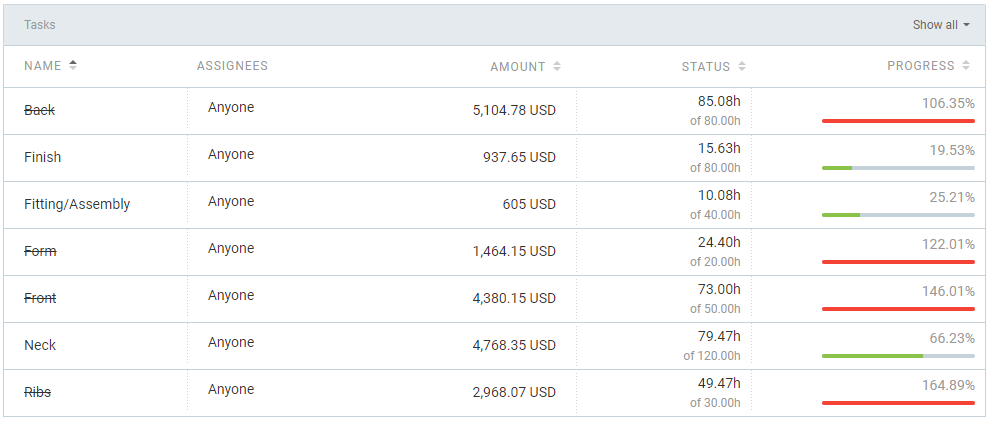 Tasks Show all
NAME ASSIGNEES AMOUNT STATUS PROGRESS
Back Anyone 5,104.78 USD 85.08h 106.35%
of 80.00h
Finish Anyone 937.65 USD 15.63h 19.53%
of 80.00h
Fitting/Assembly Anyone 605 USD 10.08h 25.21%
of 40.00h
Form Anyone 1,464.15 USD 24.40h 122.01%
of 20.00h
Front Anyone 4,380.15 USD 73.00h 146.01%
of 50.00h
Neck Anyone 4,768.35 USD 79.47h 66.23%
of 120.00h
Ribs Anyone 2,968.07 USD 49.47h 164.89%
of 30.00h